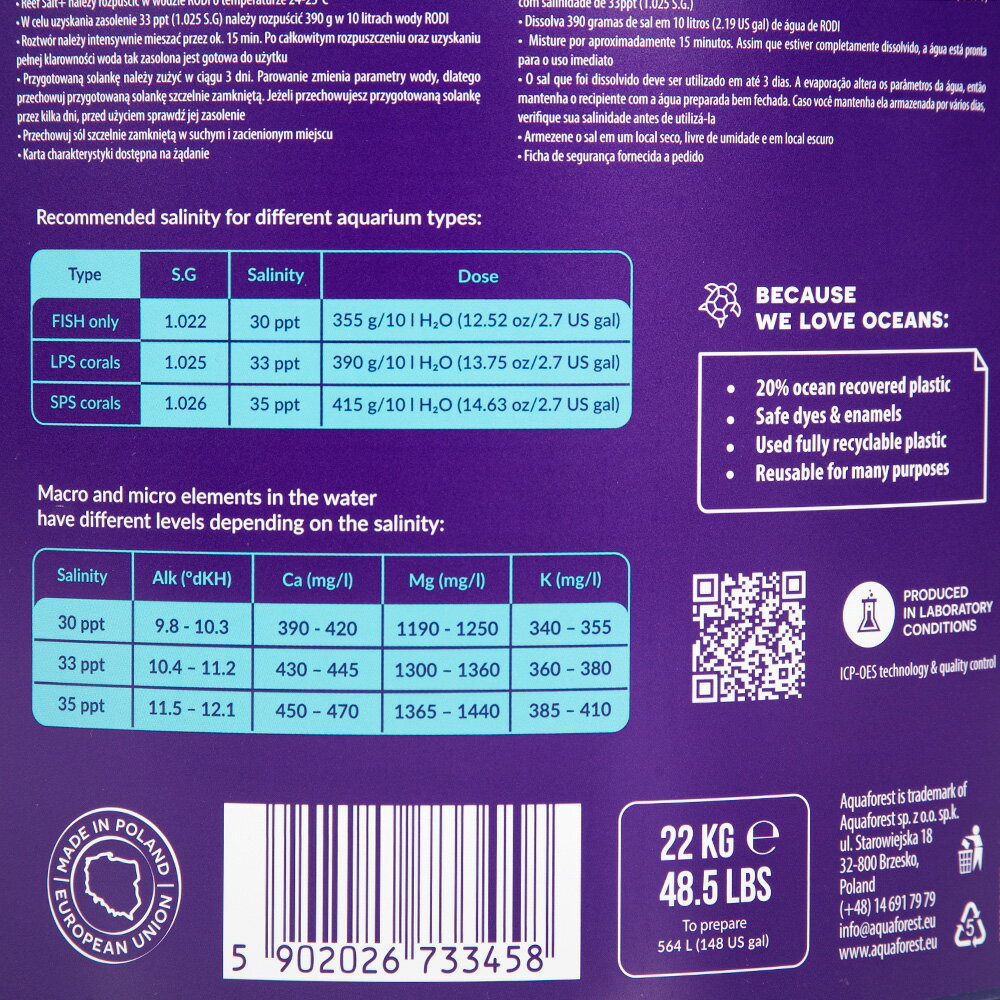 • Reef Salt+ należy rozpuścić w wodzie RODI o temperaturze 24-25°C
• W celu uzyskania zasolenie 33 ppt (1.025 S.G) należy rozpuścić 390 g w 10 litrach wody RODI
• Roztwór należy intensywnie mieszać przez ok. 15 min. Po całkowitym rozpuszczeniu oraz uzyskaniu
pełnej klarowności woda tak zasolona jest gotowa do użytku
• Przygotowaną solankę należy zużyć w ciągu 3 dni. Parowanie zmienia parametry wody, dlatego
przechowuj przygotowaną solankę szczelnie zamkniętą. Jeżeli przechowujesz przygotowaną solankę
przez kilka dni, przed użyciem sprawdź jej zasolenie
• Przechowuj sól szczelnie zamkniętą w suchym i zacienionym miejscu
• Karta charakterystyki dostępna na żądanie
com salinidade de 33ppt (1.025 S.G.)
• Dissolva 390 gramas de sal em 10 litros (2.19 US gal) de água de RODI
• Misture por aproximadamente 15 minutos. Assim que estiver completamente dissolvido, a água está pronta
para o uso imediato
• O sal que foi dissolvido deve ser utilizado em até 3 dias. A evaporação altera os parâmetros da água, então
mantenha o recipiente com a água preparada bem fechada. Caso você mantenha ela armazenada por vários dias,
verifique sua salinidade antes de utilizá-la
• Armezene o sal em um local seco, livre de umidade e em local escuro
• Ficha de segurança fornecida a pedido
Recommended salinity for different aquarium types:
Type S.G Salinity Dose
FISH only 1.022 30 ppt 355 g/10 l H₂O (12.52 oz/2.7 US gal)
LPS corals 1.025 33 ppt 390 g/10 l H₂O (13.75 oz/2.7 US gal)
SPS corals 1.026 35 ppt 415 g/10 l H₂O (14.63 oz/2.7 US gal)
BECAUSE
WE LOVE OCEANS:
• 20% ocean recovered plastic
• Safe dyes & enamels
• Used fully recyclable plastic
• Reusable for many purposes
Macro and micro elements in the water
have different levels depending on the salinity:
Salinity Alk (°dKH) Ca (mg/l) Mg (mg/l) K (mg/l)
30 ppt 9.8 - 10.3 390 - 420 1190 - 1250 340 – 355
33 ppt 10.4 – 11.2 430 – 445 1300 – 1360 360 – 380
35 ppt 11.5 – 12.1 450 – 470 1365 – 1440 385 – 410
PRODUCED
IN LABORATORY
CONDITIONS
ICP-OES technology & quality control
MADE IN POLAND
EUROPEAN UNION
5 902026 733458
22 KG ℮
48.5 LBS
To prepare
564 L (148 US gal)
Aquaforest is trademark of
Aquaforest sp. z o.o. sp.k.
ul. Starowiejska 18
32-800 Brzesko,
Poland
(+48) 14 691 79 79
info@aquaforest.eu
www.aquaforest.eu
5